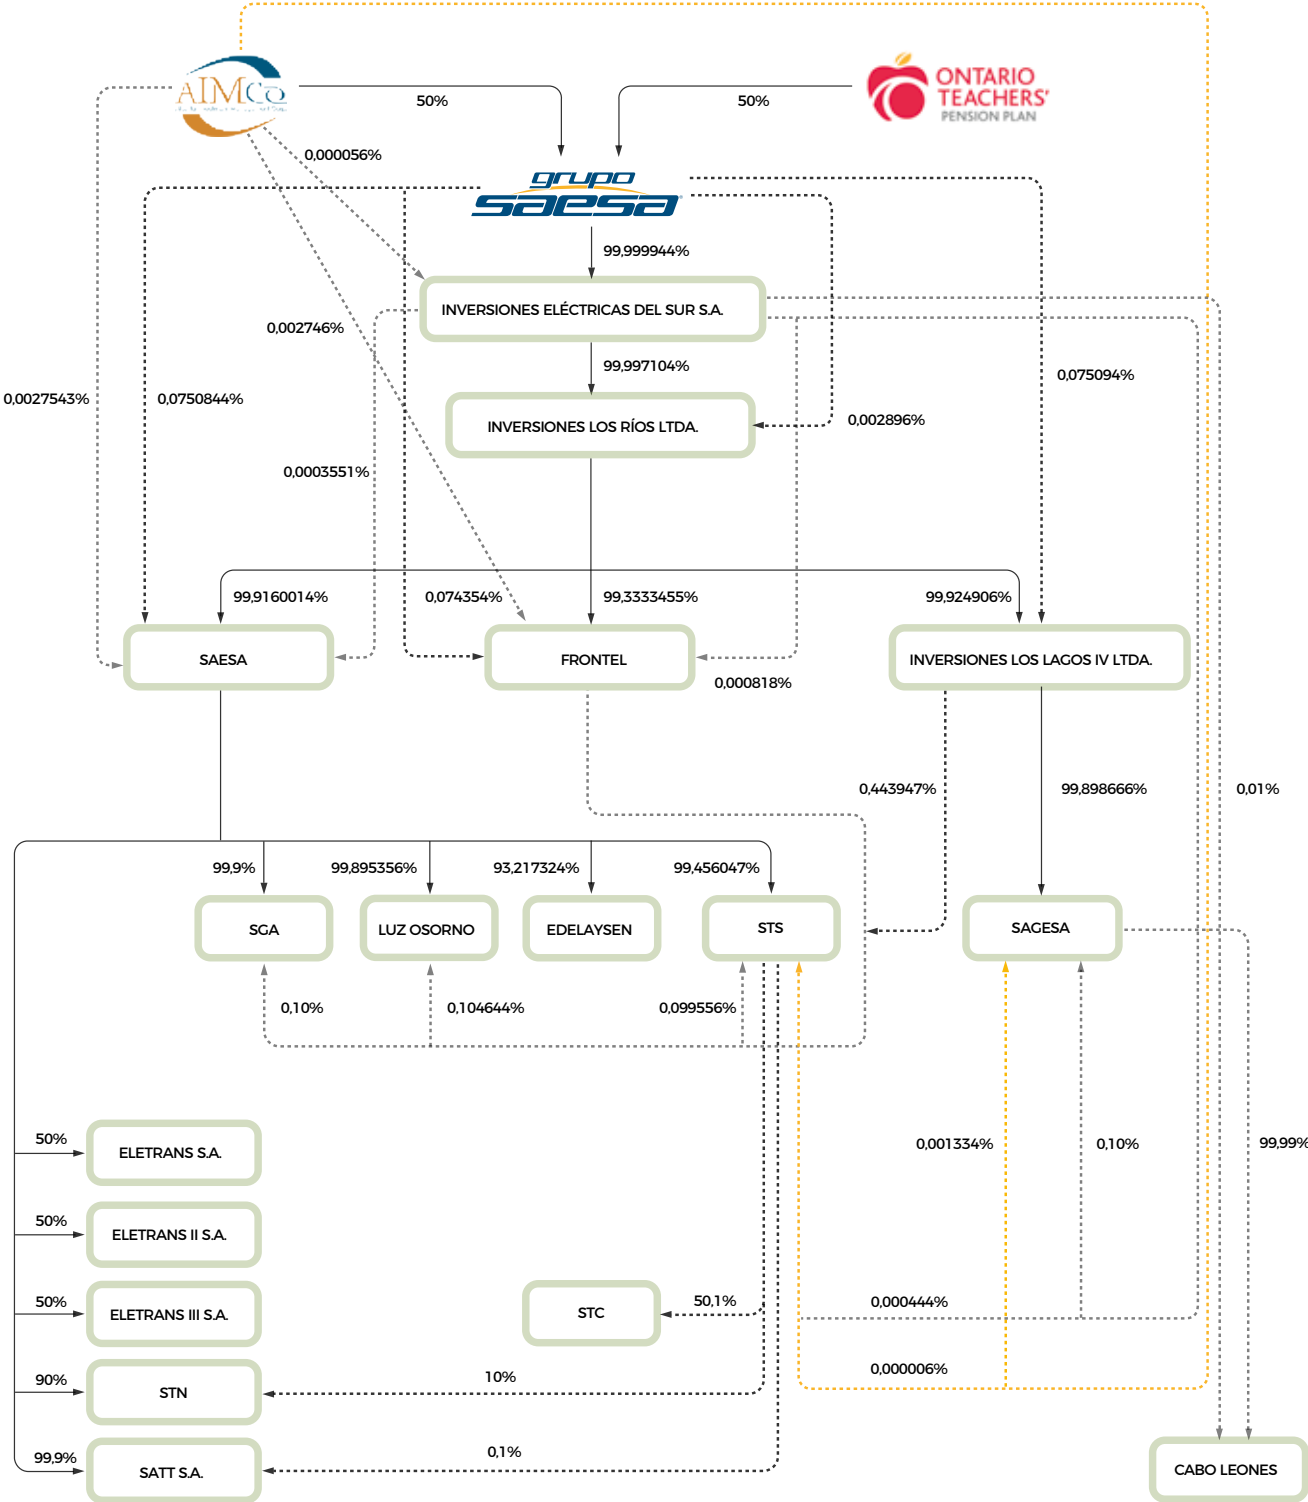 AIMCo
50%
50%
ONTARIO
TEACHERS'
PENSION PLAN
0,000056%
grupo
saesa
99,999944%
INVERSIONES ELÉCTRICAS DEL SUR S.A.
0,002746%
99,997104%
0,075094%
0,0027543%
0,0750844%
INVERSIONES LOS RÍOS LTDA.
0,002896%
0,0003551%
99,9160014%
0,074354%
99,3333455%
99,924906%
SAESA
FRONTEL
INVERSIONES LOS LAGOS IV LTDA.
0,000818%
0,443947%
99,898666%
0,01%
99,9%
99,895356%
93,217324%
99,456047%
SGA
LUZ OSORNO
EDELAYSEN
STS
SAGESA
0,10%
0,104644%
0,099556%
50%
ELETRANS S.A.
0,001334%
0,10%
99,99%
50%
ELETRANS II S.A.
50%
ELETRANS III S.A.
STC
50,1%
0,000444%
90%
STN
10%
0,000006%
99,9%
SATT S.A.
0,1%
CABO LEONES